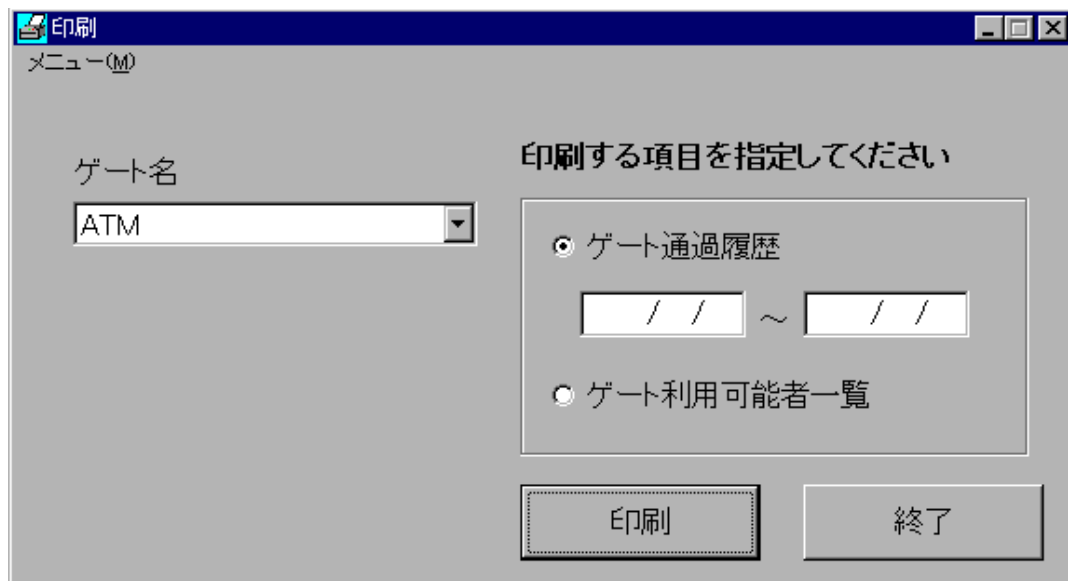 印刷
メニュー(M)
ゲート名
ATM
印刷する項目を指定してください
ゲート通過履歴
/ / ～ / /
ゲート利用可能者一覧
印刷
終了